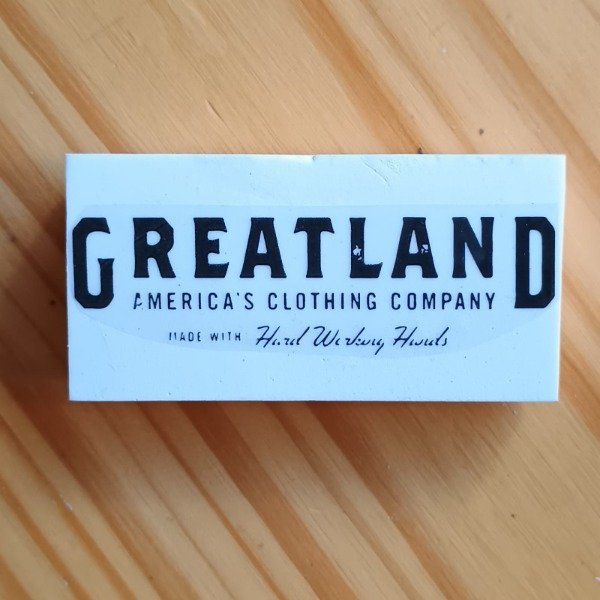 GREATLAND
AMERICA'S CLOTHING COMPANY
MADE WITH Hard Working Hands